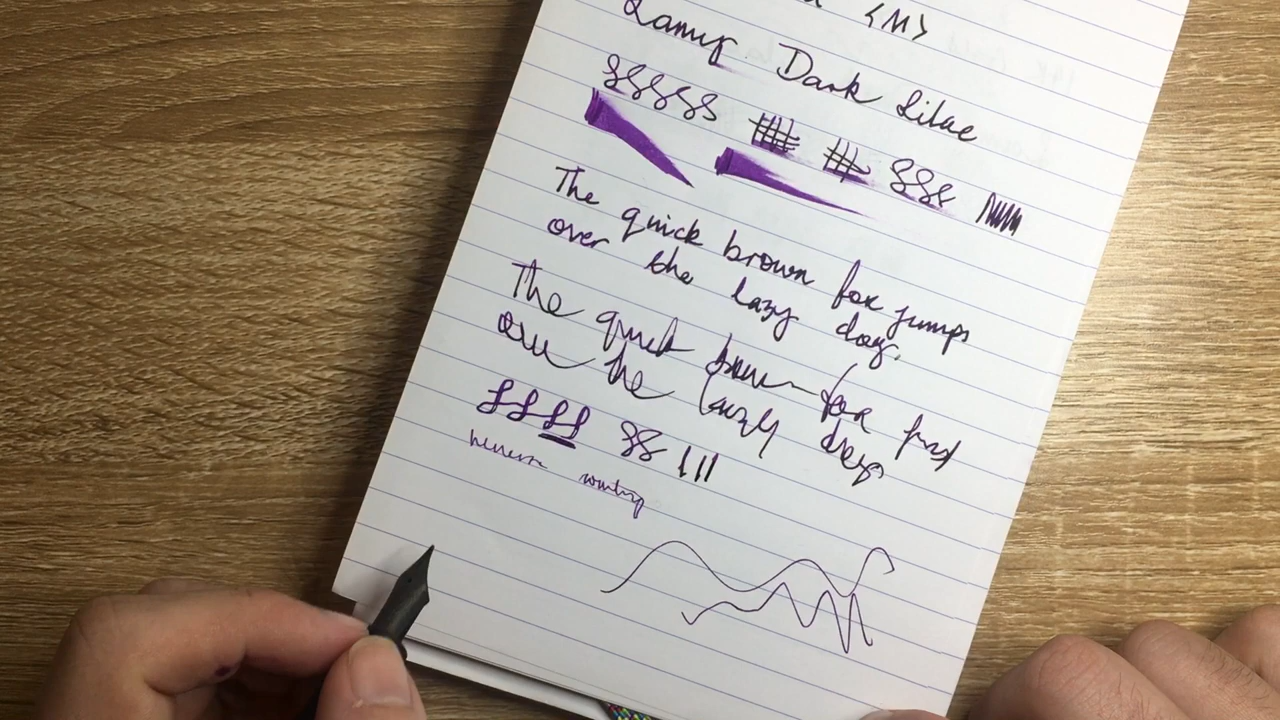 <M>
Lamy Dark Lilac
The quick brown fox jumps
over the lazy dog.
The quick brown fox
over the lazy dog
writing